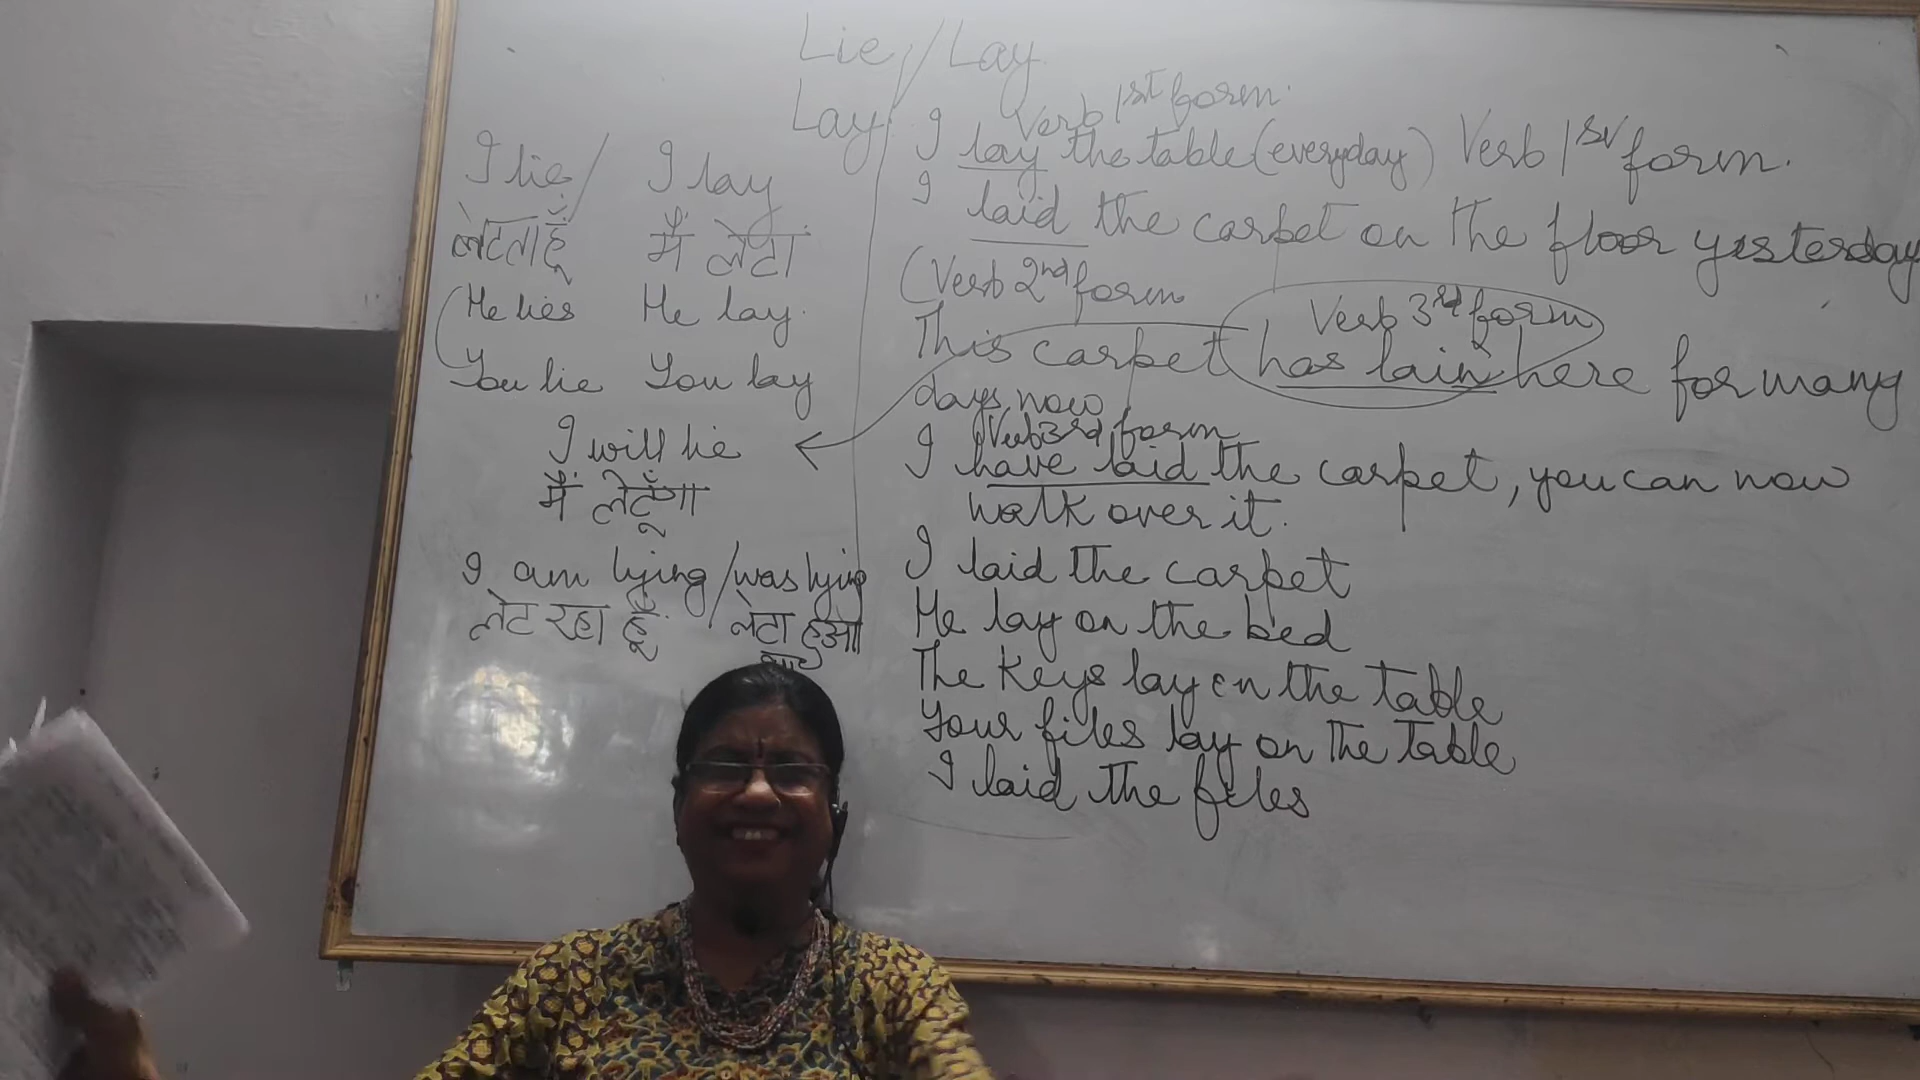 Lie / Lay
I lie / I lay
लेटता हूँ मैं लेटा
He lies He lay.
You lie You lay
I will lie
मैं लेटूँगा
I am lying / was lying
लेट रहा हूँ / लेटा हुआ
था
Lay
Verb 1st form.
I lay the table (everyday) Verb 1st form.
I laid the carpet on the floor yesterday
(Verb 2nd form
Verb 3rd form
This carpet has lain here for many
days now
Verb 3rd form
I have laid the carpet, you can now
walk over it.
I laid the carpet
He lay on the bed
The keys lay on the table
Your files lay on the table
I laid the files